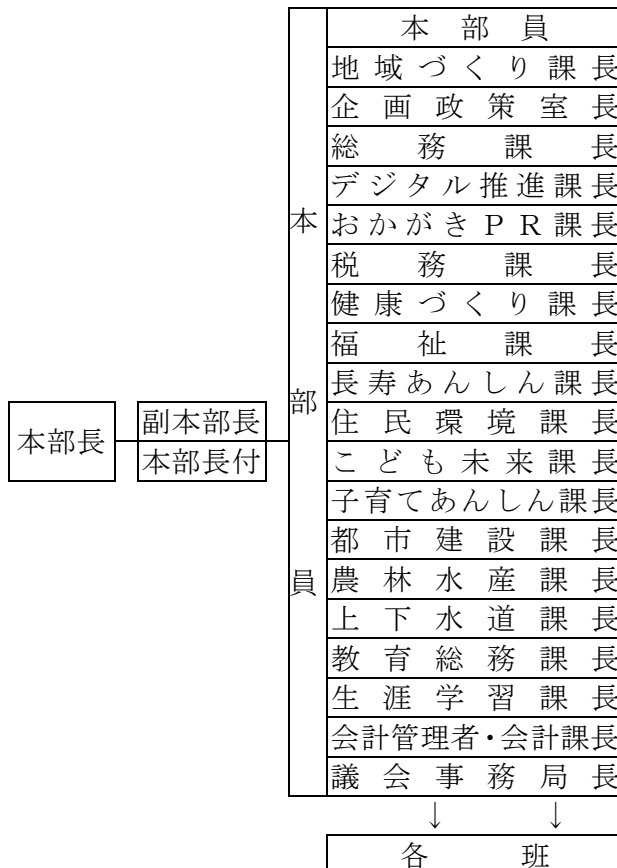 本部長
副本部長
本部長付
本部員
本部員
地域づくり課長
企画政策室長
総務課長
デジタル推進課長
おかがきPR課長
税務課長
健康づくり課長
福祉課長
長寿あんしん課長
住民環境課長
こども未来課長
子育てあんしん課長
都市建設課長
農林水産課長
上下水道課長
教育総務課長
生涯学習課長
会計管理者・会計課長
議会事務局長
↓ ↓
各班